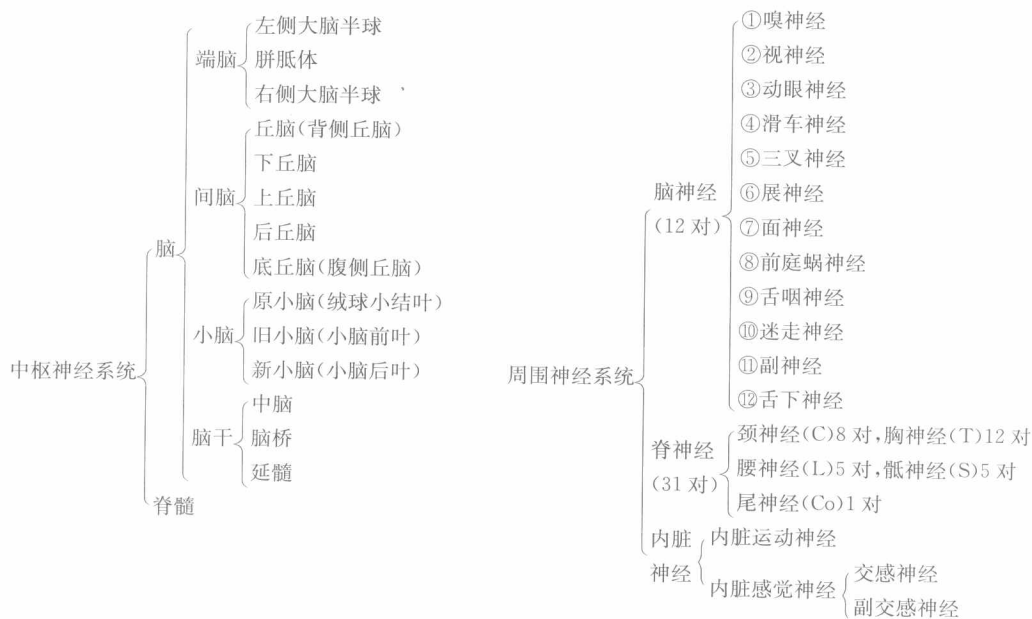 中枢神经系统
脑
端脑
左侧大脑半球
胼胝体
右侧大脑半球
间脑
丘脑(背侧丘脑)
下丘脑
上丘脑
后丘脑
底丘脑(腹侧丘脑)
小脑
原小脑(绒球小结叶)
旧小脑(小脑前叶)
新小脑(小脑后叶)
脑干
中脑
脑桥
延髓
脊髓
周围神经系统
脑神经
(12 对)
①嗅神经
②视神经
③动眼神经
④滑车神经
⑤三叉神经
⑥展神经
⑦面神经
⑧前庭蜗神经
⑨舌咽神经
⑩迷走神经
⑪副神经
⑫舌下神经
脊神经
(31 对)
颈神经(C)8 对,胸神经(T)12 对
腰神经(L)5 对,骶神经(S)5 对
尾神经(Co)1 对
内脏
神经
内脏运动神经
内脏感觉神经
交感神经
副交感神经